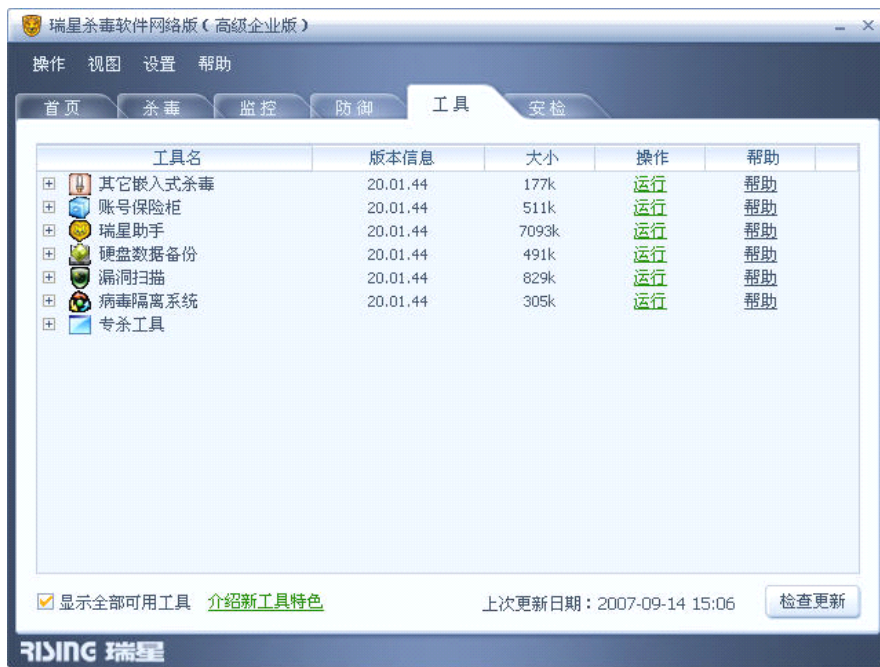 瑞星杀毒软件网络版(高级企业版)
操作 视图 设置 帮助
首页 杀毒 监控 防御 工具 安检
工具名 版本信息 大小 操作 帮助
其它嵌入式杀毒 20.01.44 177k 运行 帮助
账号保险柜 20.01.44 511k 运行 帮助
瑞星助手 20.01.44 7093k 运行 帮助
硬盘数据备份 20.01.44 491k 运行 帮助
漏洞扫描 20.01.44 829k 运行 帮助
病毒隔离系统 20.01.44 305k 运行 帮助
专杀工具
显示全部可用工具 介绍新工具特色 上次更新日期:2007-09-14 15:06 检查更新
RISING 瑞星